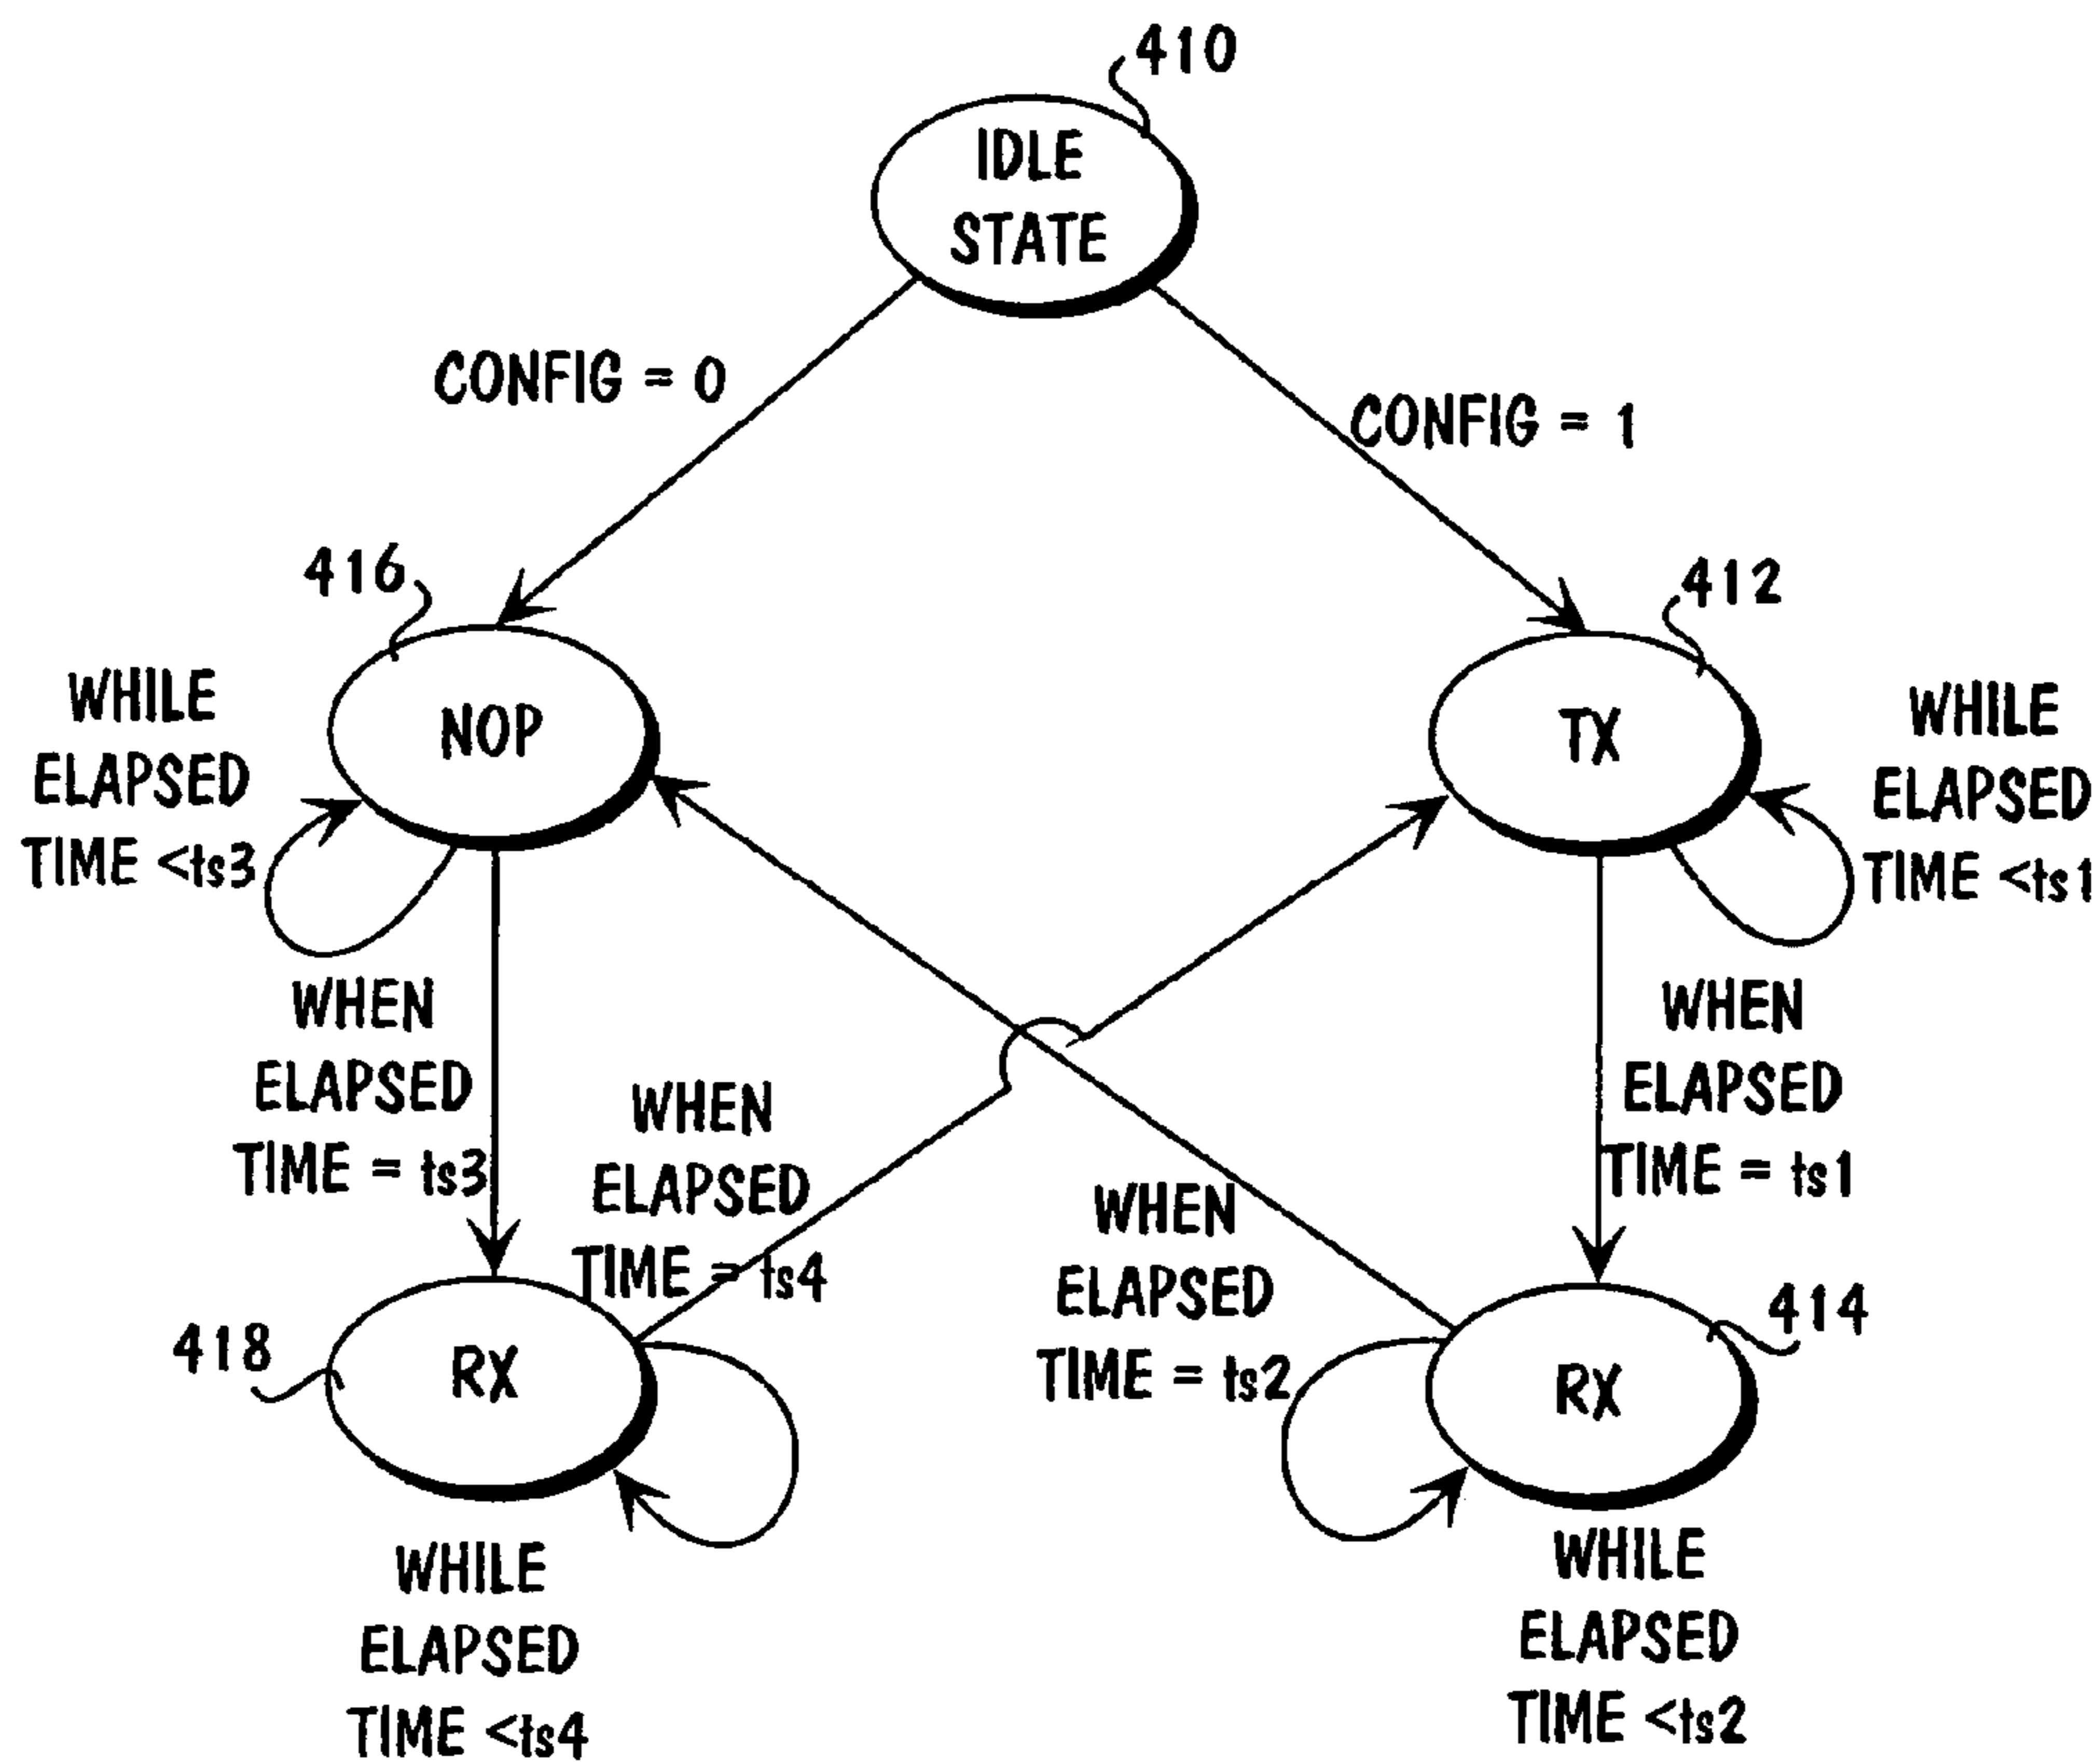 410
IDLE
STATE
CONFIG = 0
CONFIG = 1
416
412
NOP
TX
WHILE
ELAPSED
TIME <ts3
WHILE
ELAPSED
TIME <ts1
WHEN
ELAPSED
TIME = ts3
WHEN
ELAPSED
TIME = ts4
WHEN
ELAPSED
TIME = ts2
WHEN
ELAPSED
TIME = ts1
418
RX
414
RX
WHILE
ELAPSED
TIME <ts4
WHILE
ELAPSED
TIME <ts2